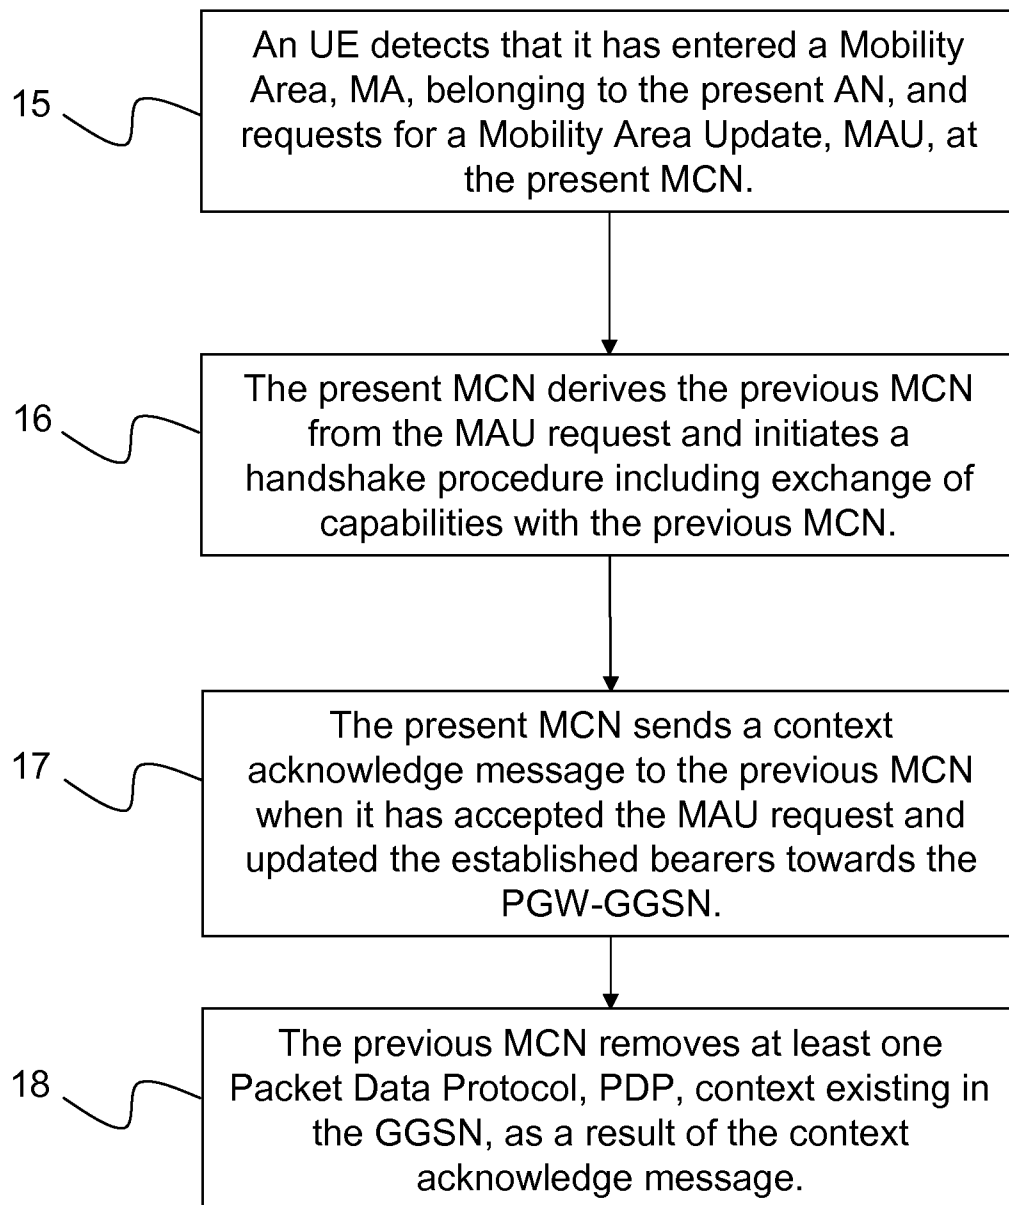 An UE detects that it has entered a Mobility
Area, MA, belonging to the present AN, and
requests for a Mobility Area Update, MAU, at
the present MCN.
15
The present MCN derives the previous MCN
from the MAU request and initiates a
handshake procedure including exchange of
capabilities with the previous MCN.
16
The present MCN sends a context
acknowledge message to the previous MCN
when it has accepted the MAU request and
updated the established bearers towards the
PGW-GGSN.
17
The previous MCN removes at least one
Packet Data Protocol, PDP, context existing in
the GGSN, as a result of the context
acknowledge message.
18